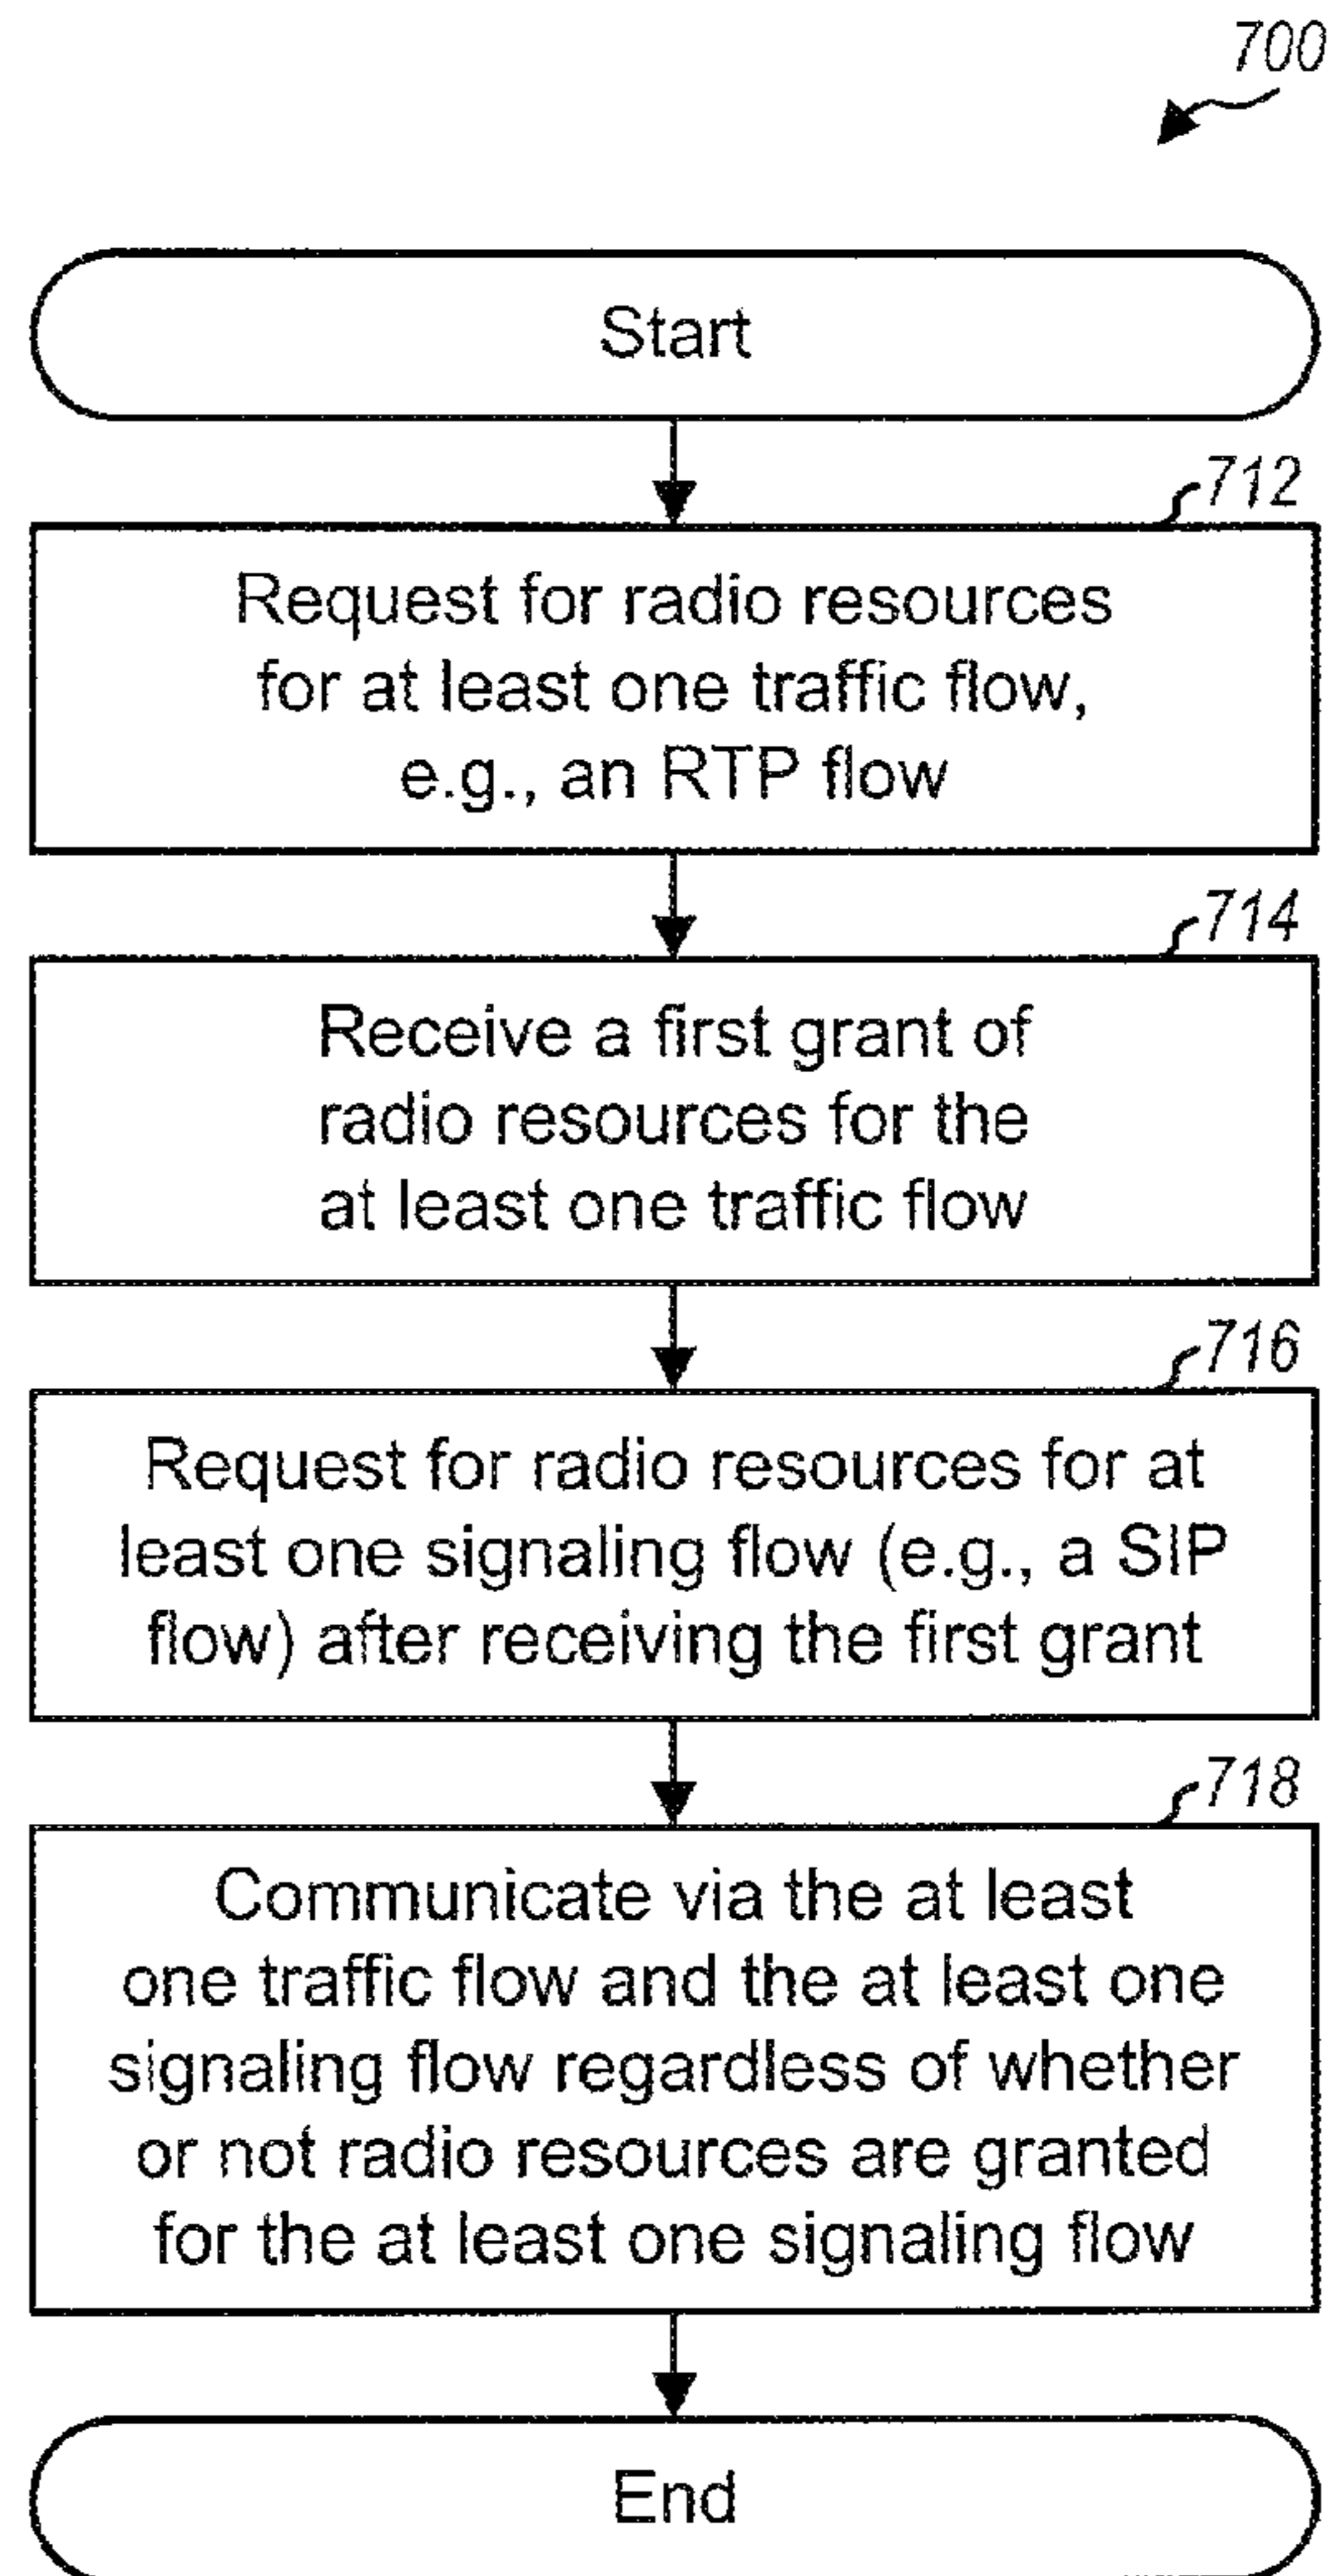 700
Start
712
Request for radio resources
for at least one traffic flow,
e.g., an RTP flow
714
Receive a first grant of
radio resources for the
at least one traffic flow
716
Request for radio resources for at
least one signaling flow (e.g., a SIP
flow) after receiving the first grant
718
Communicate via the at least
one traffic flow and the at least one
signaling flow regardless of whether
or not radio resources are granted
for the at least one signaling flow
End